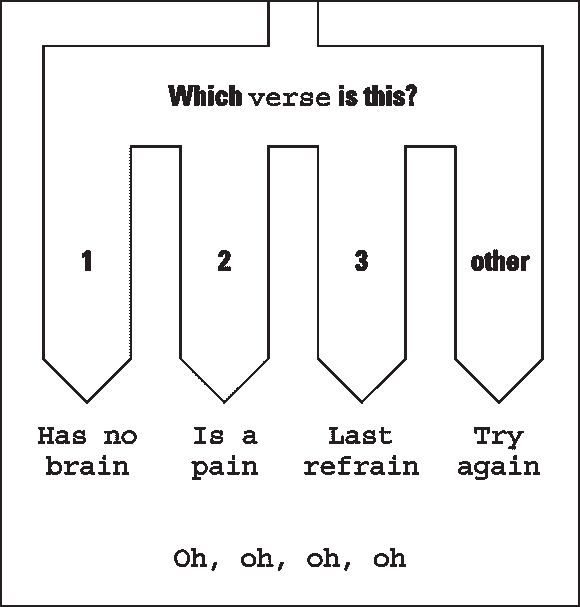 Which verse is this?
1 2 3 other
Has no Is a Last Try
brain pain refrain again
Oh, oh, oh, oh